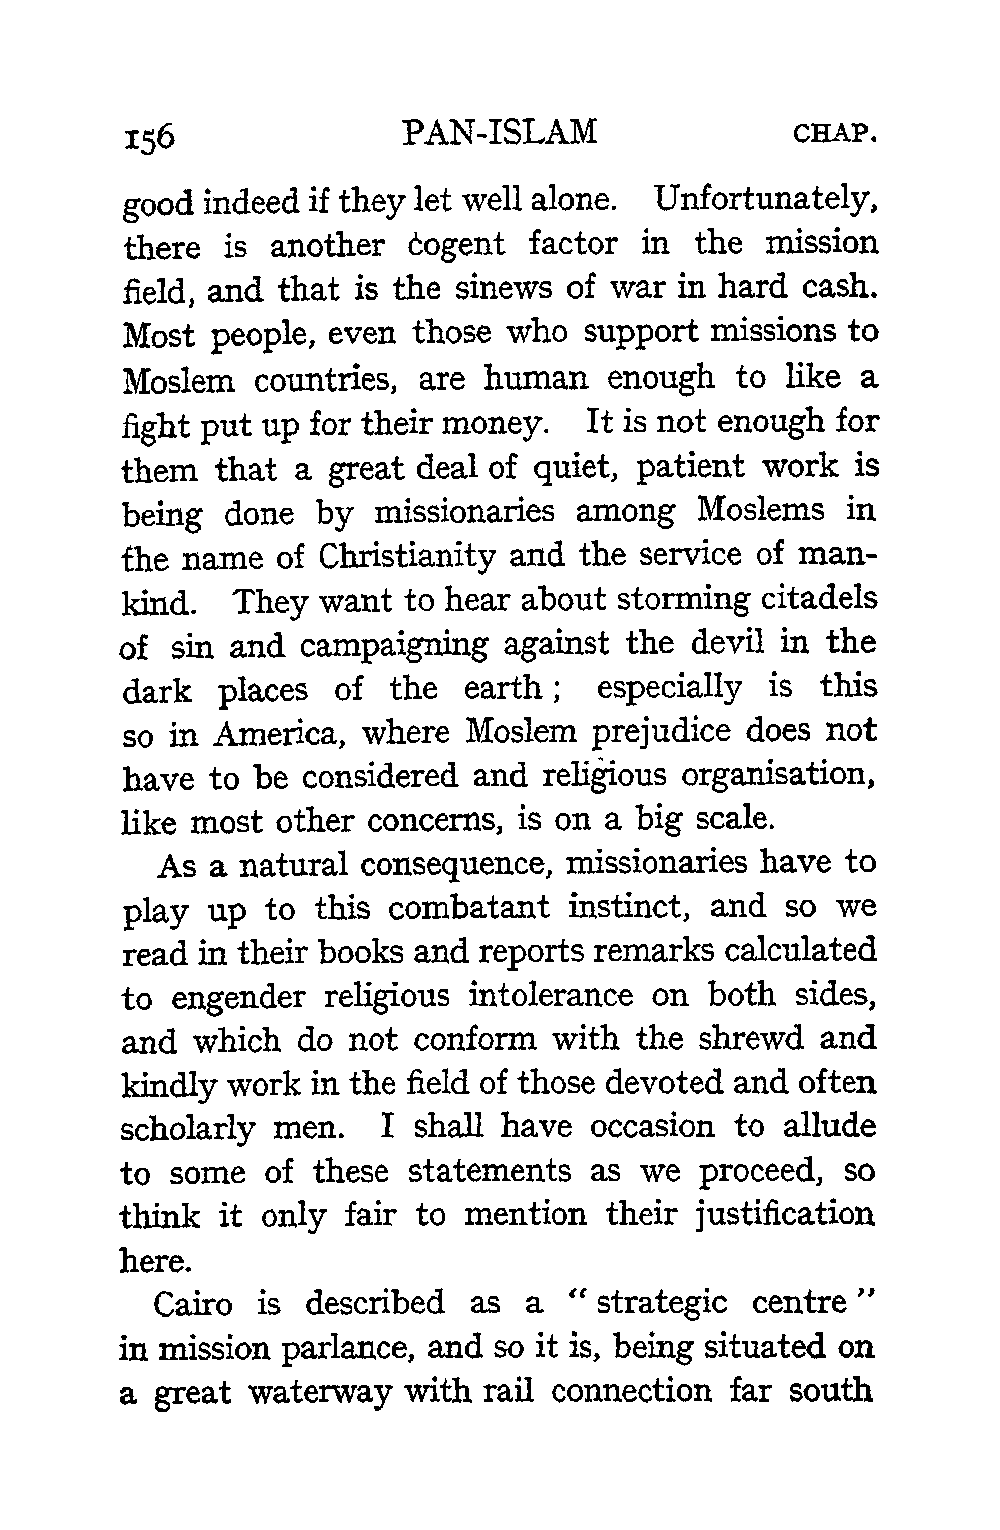 156 PAN-ISLAM CHAP.
good indeed if they let well alone. Unfortunately,
there is another cogent factor in the mission
field, and that is the sinews of war in hard cash.
Most people, even those who support missions to
Moslem countries, are human enough to like a
fight put up for their money. It is not enough for
them that a great deal of quiet, patient work is
being done by missionaries among Moslems in
the name of Christianity and the service of man-
kind. They want to hear about storming citadels
of sin and campaigning against the devil in the
dark places of the earth; especially is this
so in America, where Moslem prejudice does not
have to be considered and religious organisation,
like most other concerns, is on a big scale.
As a natural consequence, missionaries have to
play up to this combatant instinct, and so we
read in their books and reports remarks calculated
to engender religious intolerance on both sides,
and which do not conform with the shrewd and
kindly work in the field of those devoted and often
scholarly men. I shall have occasion to allude
to some of these statements as we proceed, so
think it only fair to mention their justification
here.
Cairo is described as a “strategic centre”
in mission parlance, and so it is, being situated on
a great waterway with rail connection far south